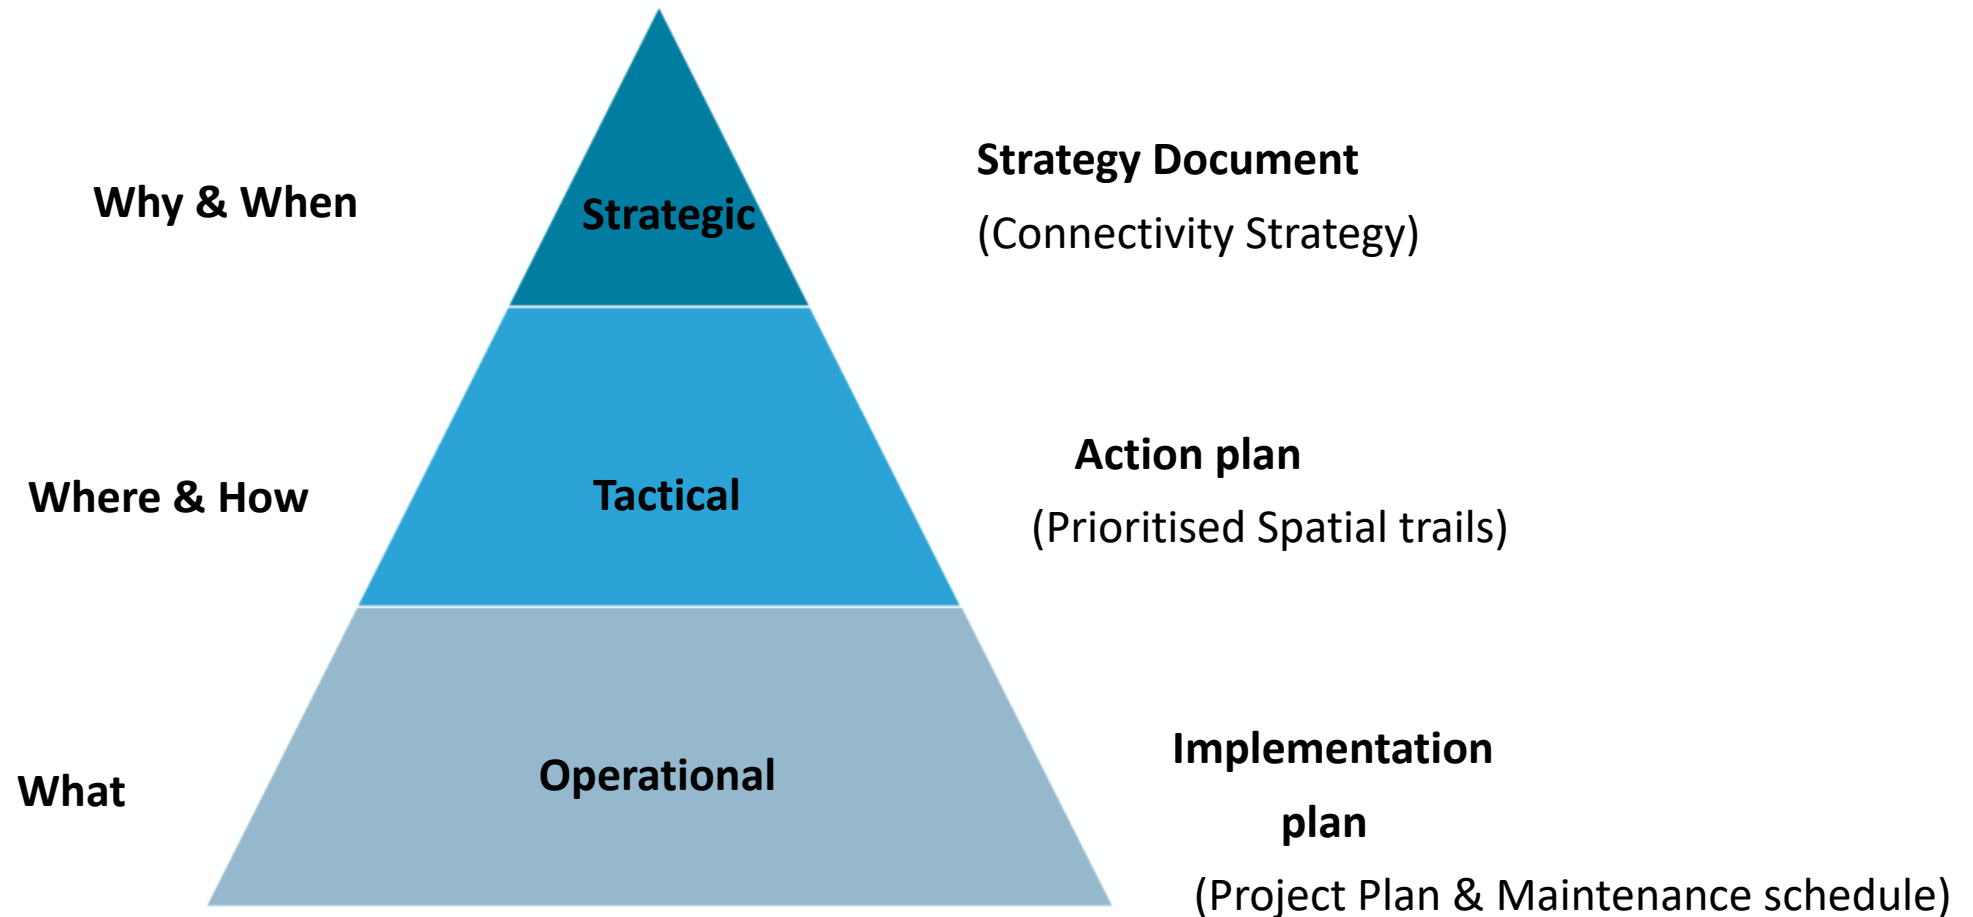 Why & When
Strategic
Strategy Document
(Connectivity Strategy)
Where & How
Tactical
Action plan
(Prioritised Spatial trails)
What
Operational
Implementation
plan
(Project Plan & Maintenance schedule)